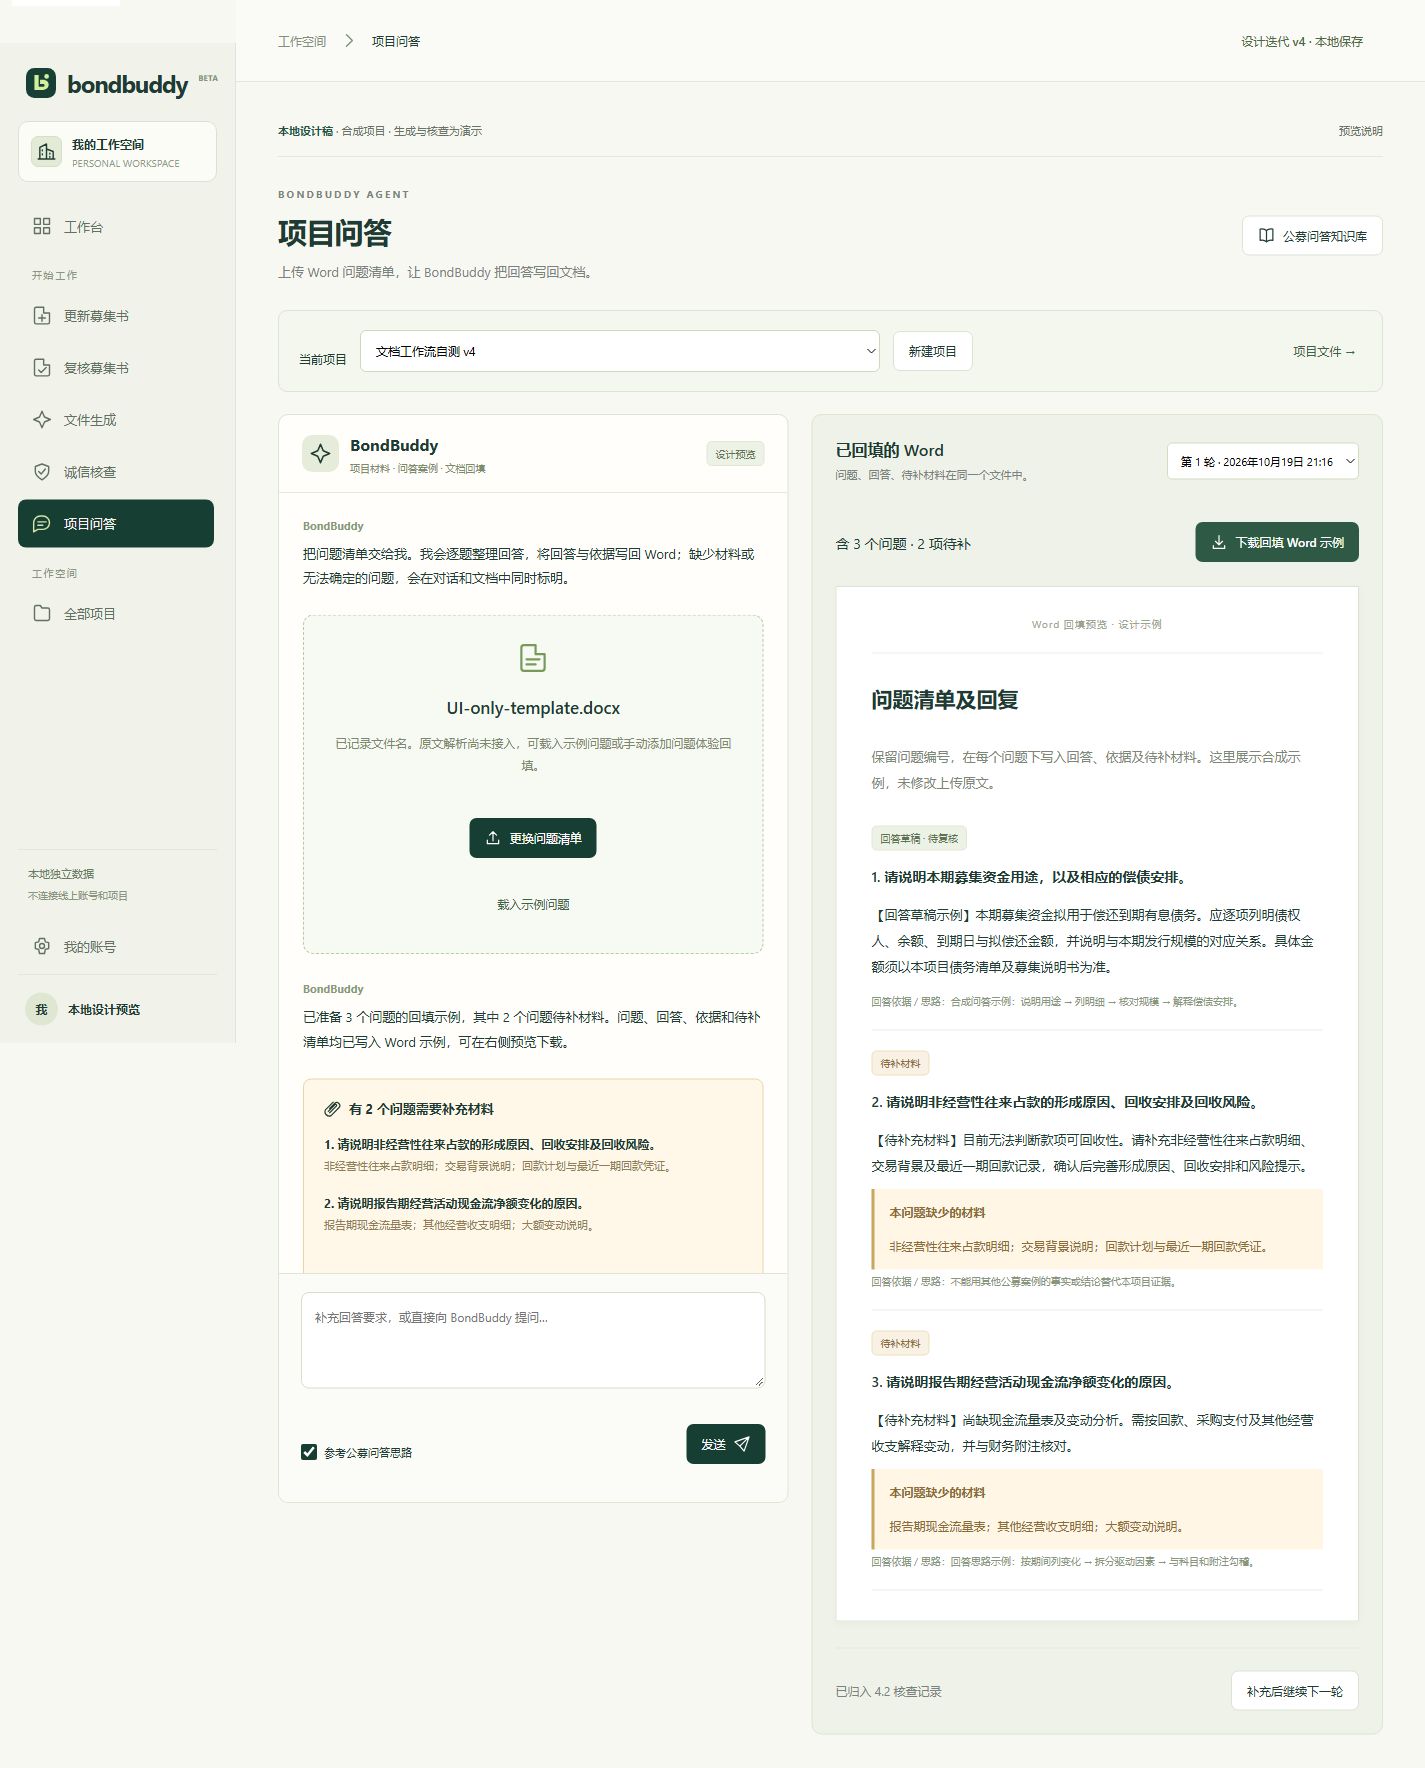 bondbuddy BETA
我的工作空间
PERSONAL WORKSPACE
工作台
开始工作
更新募集书
复核募集书
文件生成
诚信核查
项目问答
工作空间
全部项目
本地独立数据
不连接线上账号和项目
我的账号
我 本地设计预览
工作空间 项目问答
设计迭代 v4 · 本地保存
本地设计稿 · 合成项目 · 生成与核查为演示
预览说明
BONDBUDDY AGENT
项目问答
上传 Word 问题清单，让 BondBuddy 把回答写回文档。
公募问答知识库
当前项目
文档工作流自测 v4
新建项目
项目文件 →
BondBuddy
项目材料 · 问答案例 · 文档回填
设计预览
BondBuddy
把问题清单交给我。我会逐题整理回答，将回答与依据写回 Word；缺少材料或
无法确定的问题，会在对话和文档中同时标明。
UI-only-template.docx
已记录文件名。原文解析尚未接入，可载入示例问题或手动添加问题体验回
填。
更换问题清单
载入示例问题
BondBuddy
已准备 3 个问题的回填示例，其中 2 个问题待补材料。问题、回答、依据和待补
清单均已写入 Word 示例，可在右侧预览下载。
有 2 个问题需要补充材料
1. 请说明非经营性往来占款的形成原因、回收安排及回收风险。
非经营性往来占款明细；交易背景说明；回款计划与最近一期回款凭证。
2. 请说明报告期经营活动现金流净额变化的原因。
报告期现金流量表；其他经营收支明细；大额变动说明。
补充回答要求，或直接向 BondBuddy 提问...
参考公募问答思路
发送
已回填的 Word
问题、回答、待补材料在同一个文件中。
第 1 轮 · 2026年10月19日 21:16
含 3 个问题 · 2 项待补
下载回填 Word 示例
Word 回填预览 · 设计示例
问题清单及回复
保留问题编号，在每个问题下写入回答、依据及待补材料。这里展示合成示
例，未修改上传原文。
回答草稿 · 待复核
1. 请说明本期募集资金用途，以及相应的偿债安排。
【回答草稿示例】本期募集资金拟用于偿还到期有息债务。应逐项列明债权
人、余额、到期日与拟偿还金额，并说明与本期发行规模的对应关系。具体金
额须以本项目债务清单及募集说明书为准。
回答依据 / 思路：合成问答示例：说明用途 → 列明细 → 核对规模 → 解释偿债安排。
待补材料
2. 请说明非经营性往来占款的形成原因、回收安排及回收风险。
【待补充材料】目前无法判断款项可回收性。请补充非经营性往来占款明细、
交易背景及最近一期回款记录，确认后完善形成原因、回收安排和风险提示。
本问题缺少的材料
非经营性往来占款明细；交易背景说明；回款计划与最近一期回款凭证。
回答依据 / 思路：不能用其他公募案例的事实或结论替代本项目证据。
待补材料
3. 请说明报告期经营活动现金流净额变化的原因。
【待补充材料】尚缺现金流量表及变动分析。需按回款、采购支付及其他经营
收支解释变动，并与财务附注核对。
本问题缺少的材料
报告期现金流量表；其他经营收支明细；大额变动说明。
回答依据 / 思路：回答思路示例：按期间列变化 → 拆分驱动因素 → 与科目和附注勾稽。
已归入 4.2 核查记录
补充后继续下一轮